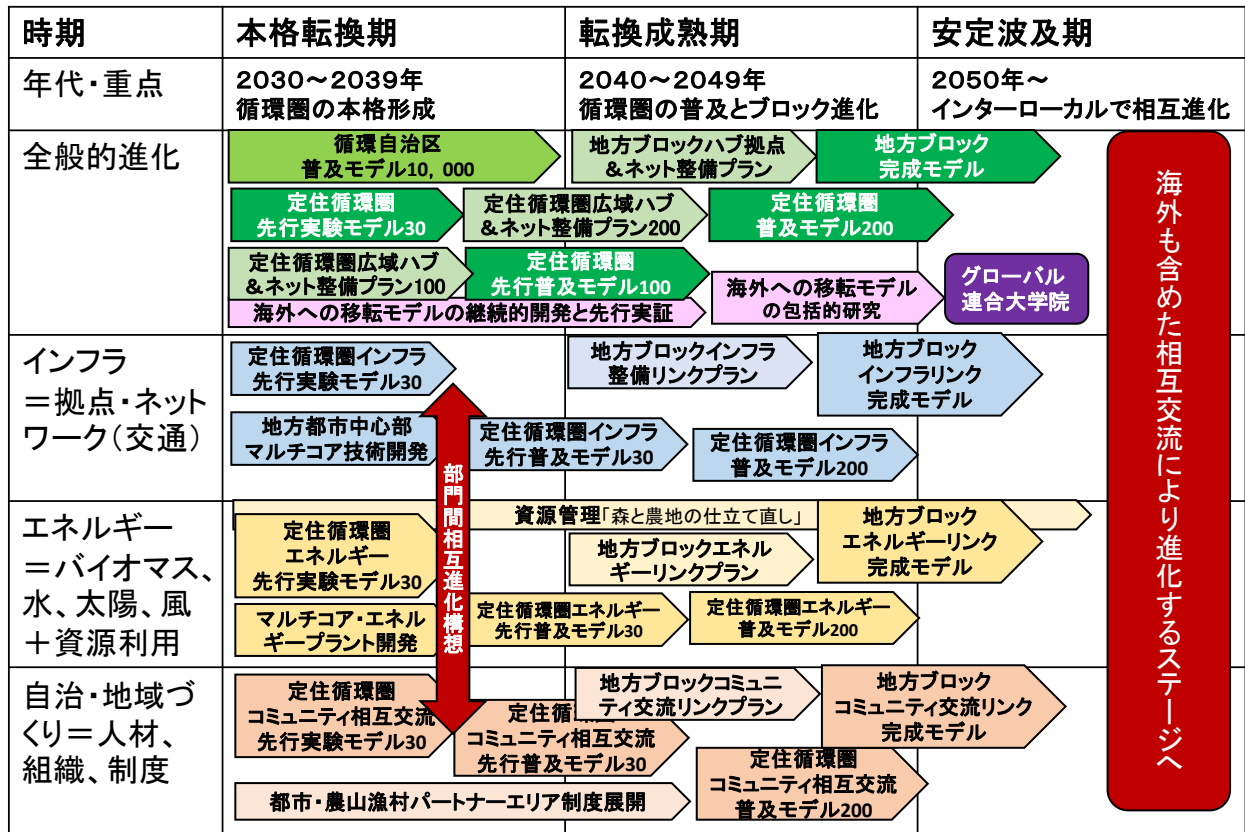 時期
本格転換期
転換成熟期
安定波及期
年代・重点
2030～2039年
循環圏の本格形成
2040～2049年
循環圏の普及とブロック進化
2050年～
インターローカルで相互進化
全般的進化
循環自治区
普及モデル10，000
地方ブロックハブ拠点
&ネット整備プラン
地方ブロック
完成モデル
定住循環圏
先行実験モデル30
定住循環圏広域ハブ
&ネット整備プラン200
定住循環圏
普及モデル200
定住循環圏広域ハブ
&ネット整備プラン100
定住循環圏
先行普及モデル100
海外への移転モデル
の包括的研究
グローバル
連合大学院
海外への移転モデルの継続的開発と先行実証
海外も含めた相互交流により進化するステージへ
インフラ
＝拠点・ネット
ワーク（交通）
定住循環圏インフラ
先行実験モデル30
地方ブロックインフラ
整備リンクプラン
地方ブロック
インフラリンク
完成モデル
地方都市中心部
マルチコア技術開発
定住循環圏インフラ
先行普及モデル30
定住循環圏インフラ
普及モデル200
部門間相互進化構想
エネルギー
＝バイオマス、
水、太陽、風
＋資源利用
資源管理「森と農地の仕立て直し」
定住循環圏
エネルギー
先行実験モデル30
地方ブロックエネル
ギーリンクプラン
地方ブロック
エネルギーリンク
完成モデル
マルチコア・エネル
ギープラント開発
定住循環圏エネルギー
先行普及モデル30
定住循環圏エネルギー
普及モデル200
自治・地域づ
くり＝人材、
組織、制度
定住循環圏
コミュニティ相互交流
先行実験モデル30
地方ブロックコミュニ
ティ交流リンクプラン
地方ブロック
コミュニティ交流リンク
完成モデル
定住循環
コミュニティ相互交流
先行普及モデル30
定住循環圏
コミュニティ相互交流
普及モデル200
都市・農山漁村パートナーエリア制度展開